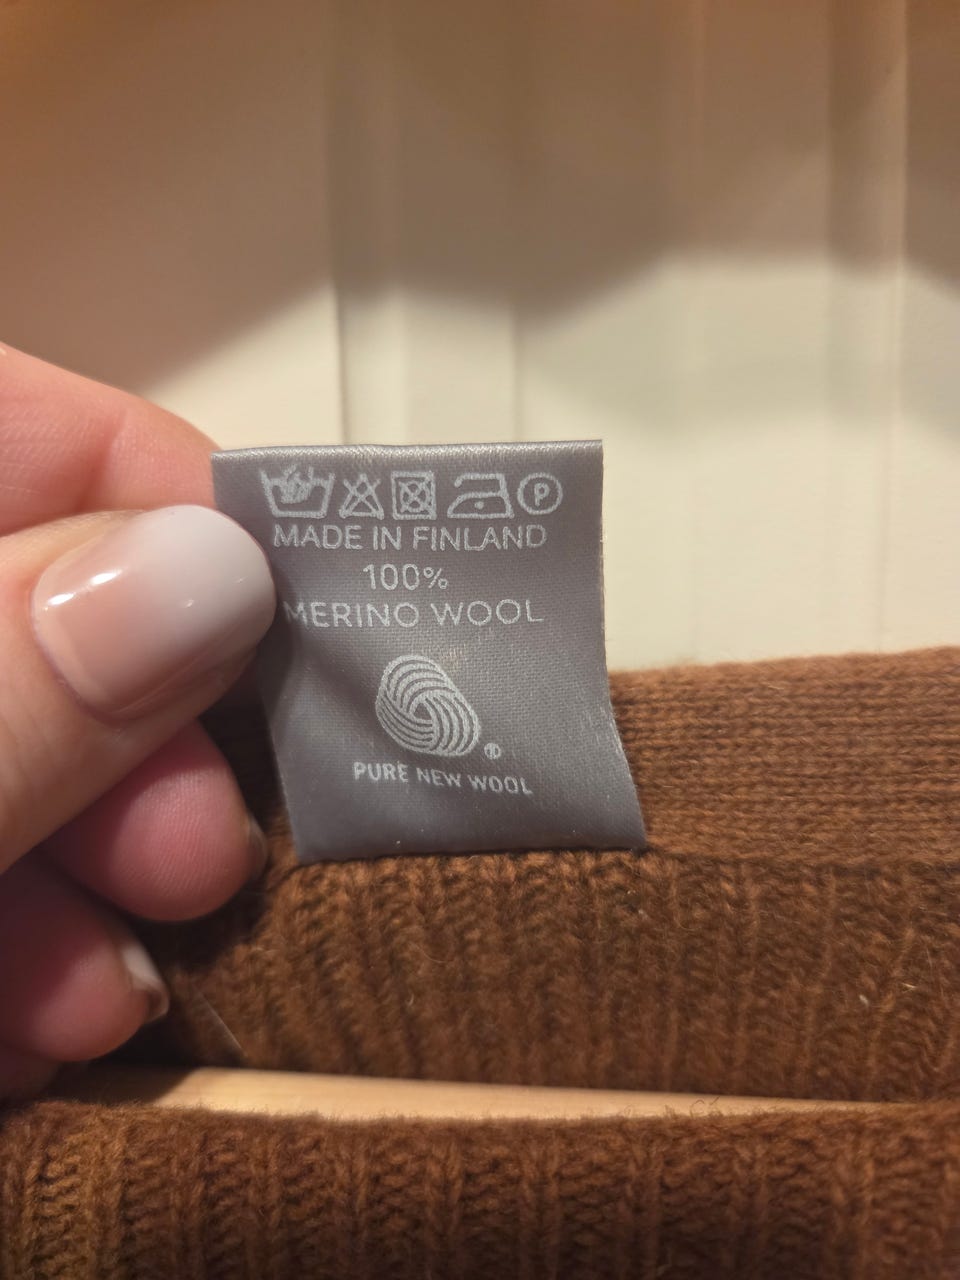 P
MADE IN FINLAND
100%
MERINO WOOL
®
PURE NEW WOOL